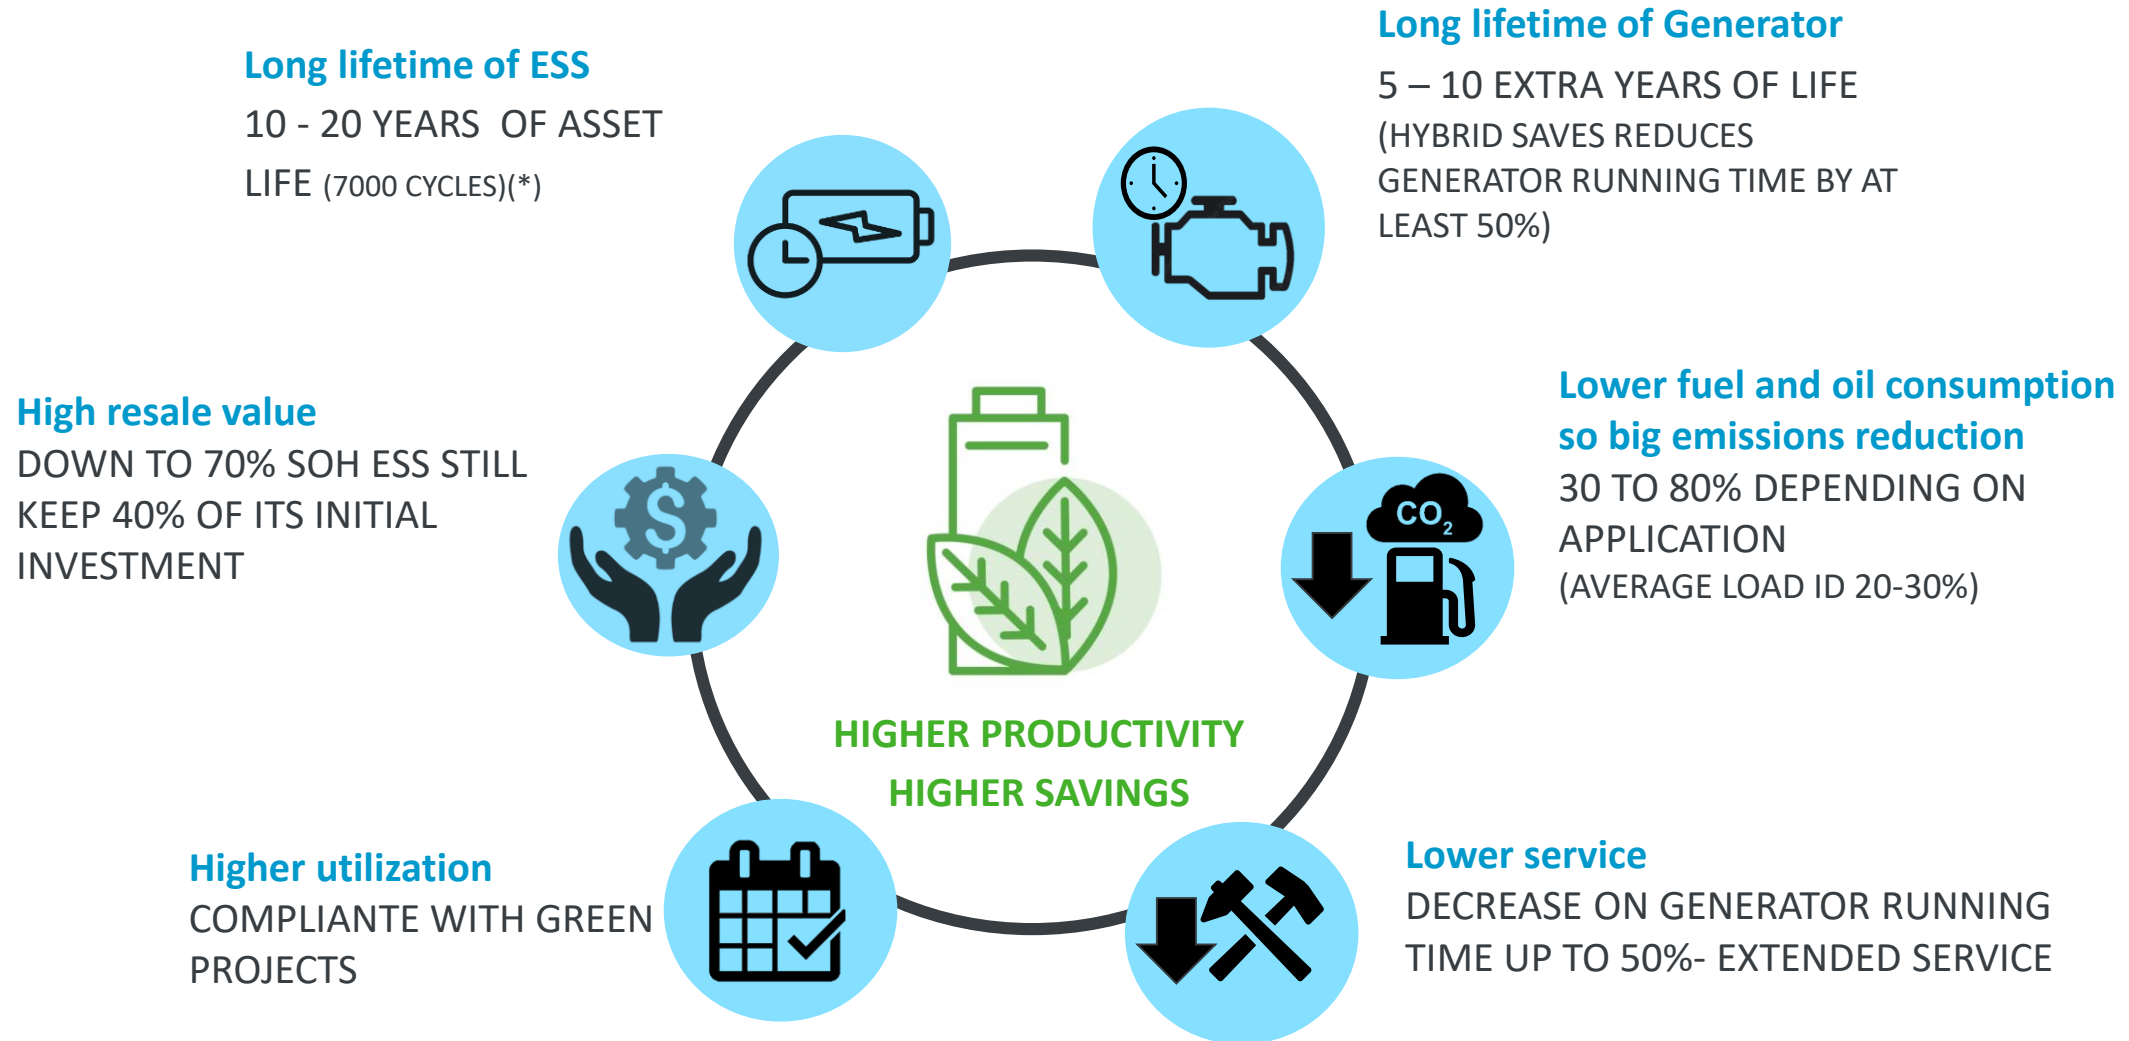 Long lifetime of ESS
10 - 20 YEARS OF ASSET
LIFE (7000 CYCLES)(*)
Long lifetime of Generator
5 – 10 EXTRA YEARS OF LIFE
(HYBRID SAVES REDUCES
GENERATOR RUNNING TIME BY AT
LEAST 50%)
High resale value
DOWN TO 70% SOH ESS STILL
KEEP 40% OF ITS INITIAL
INVESTMENT
$
CO2
Lower fuel and oil consumption
so big emissions reduction
30 TO 80% DEPENDING ON
APPLICATION
(AVERAGE LOAD ID 20-30%)
HIGHER PRODUCTIVITY
HIGHER SAVINGS
Higher utilization
COMPLIANTE WITH GREEN
PROJECTS
Lower service
DECREASE ON GENERATOR RUNNING
TIME UP TO 50%- EXTENDED SERVICE